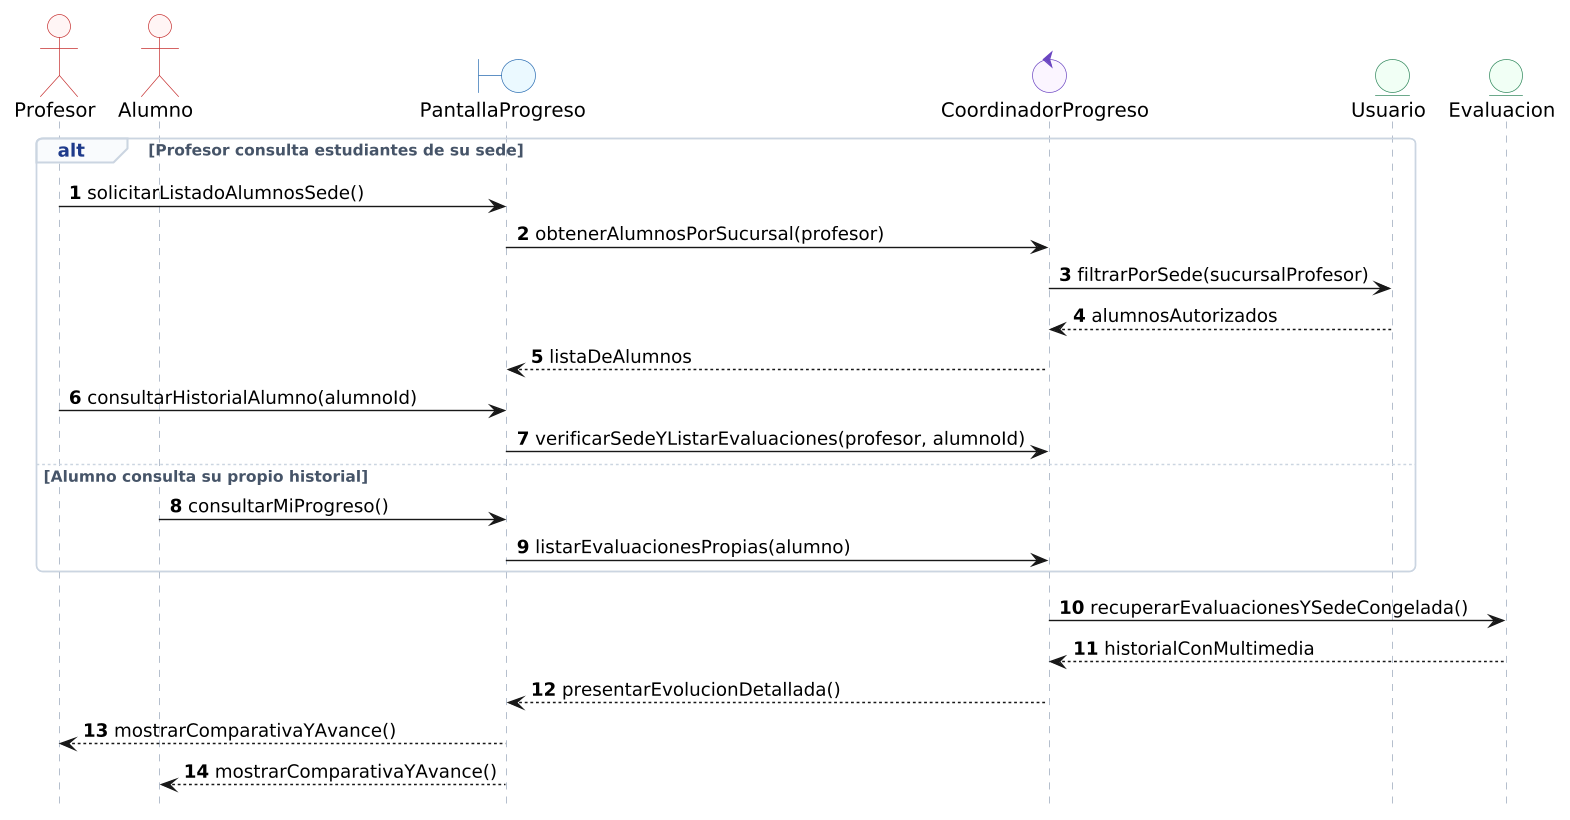 Profesor
Alumno
PantallaProgreso
CoordinadorProgreso
Usuario
Evaluacion
alt
[Profesor consulta estudiantes de su sede]
1 solicitarListadoAlumnosSede()
2 obtenerAlumnosPorSucursal(profesor)
3 filtrarPorSede(sucursalProfesor)
4 alumnosAutorizados
5 listaDeAlumnos
6 consultarHistorialAlumno(alumnoId)
7 verificarSedeYListarEvaluaciones(profesor, alumnoId)
[Alumno consulta su propio historial]
8 consultarMiProgreso()
9 listarEvaluacionesPropias(alumno)
10 recuperarEvaluacionesYSedeCongelada()
11 historialConMultimedia
12 presentarEvolucionDetallada()
13 mostrarComparativaYAvance()
14 mostrarComparativaYAvance()